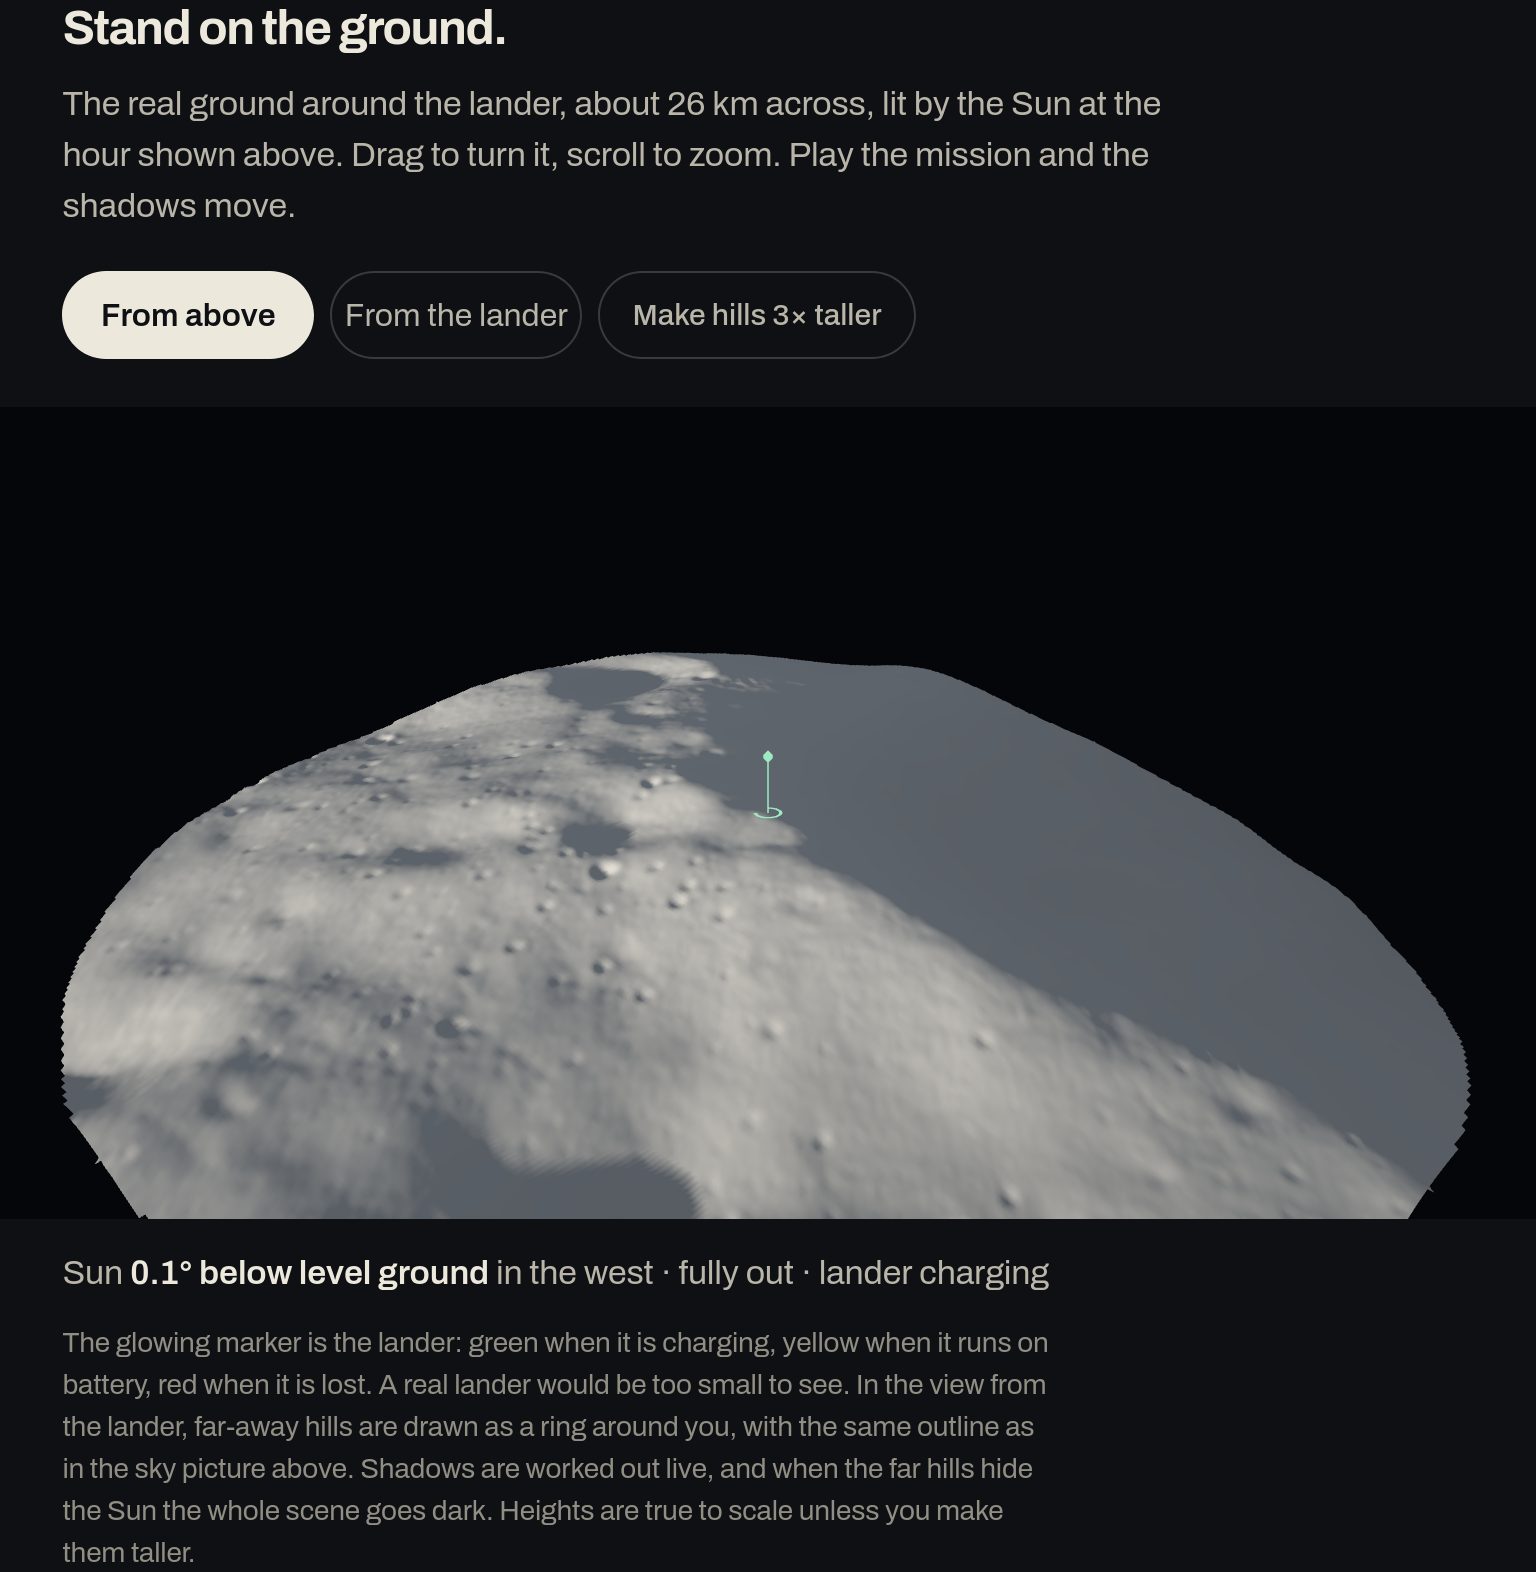 Stand on the ground.
The real ground around the lander, about 26 km across, lit by the Sun at the
hour shown above. Drag to turn it, scroll to zoom. Play the mission and the
shadows move.
From above
From the lander
Make hills 3× taller
Sun 0.1° below level ground in the west · fully out · lander charging
The glowing marker is the lander: green when it is charging, yellow when it runs on
battery, red when it is lost. A real lander would be too small to see. In the view from
the lander, far-away hills are drawn as a ring around you, with the same outline as
in the sky picture above. Shadows are worked out live, and when the far hills hide
the Sun the whole scene goes dark. Heights are true to scale unless you make
them taller.